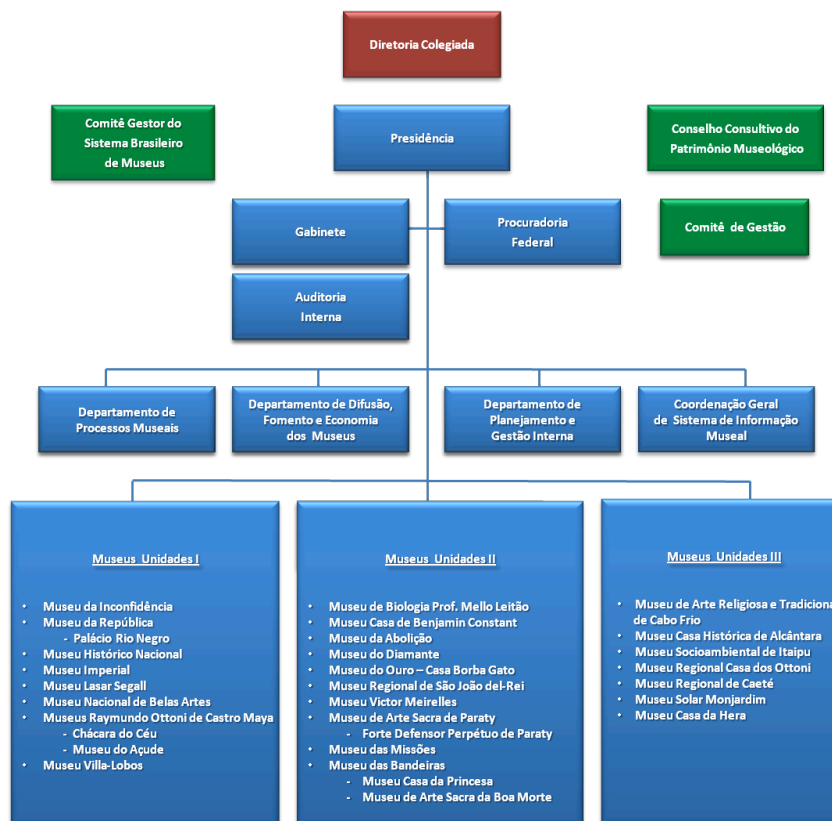 Diretoria Colegiada
Comitê Gestor do
Sistema Brasileiro
de Museus
Presidência
Conselho Consultivo do
Patrimônio Museológico
Gabinete
Procuradoria
Federal
Comitê de Gestão
Auditoria
Interna
Departamento de
Processos Museais
Departamento de Difusão,
Fomento e Economia
dos Museus
Departamento de
Planejamento e
Gestão Interna
Coordenação Geral
de Sistema de Informação
Museal
Museus Unidades I
• Museu da Inconfidência
• Museu da República
- Palácio Rio Negro
• Museu Histórico Nacional
• Museu Imperial
• Museu Lasar Segall
• Museu Nacional de Belas Artes
• Museus Raymundo Ottoni de Castro Maya
- Chácara do Céu
- Museu do Açude
• Museu Villa-Lobos
Museus Unidades II
• Museu de Biologia Prof. Mello Leitão
• Museu Casa de Benjamin Constant
• Museu da Abolição
• Museu do Diamante
• Museu do Ouro – Casa Borba Gato
• Museu Regional de São João del-Rei
• Museu Victor Meirelles
• Museu de Arte Sacra de Paraty
- Forte Defensor Perpétuo de Paraty
• Museu das Missões
• Museu das Bandeiras
- Museu Casa da Princesa
- Museu de Arte Sacra da Boa Morte
Museus Unidades III
• Museu de Arte Religiosa e Tradiciona
de Cabo Frio
• Museu Casa Histórica de Alcântara
• Museu Socioambiental de Itaipu
• Museu Regional Casa dos Ottoni
• Museu Regional de Caeté
• Museu Solar Monjardim
• Museu Casa da Hera